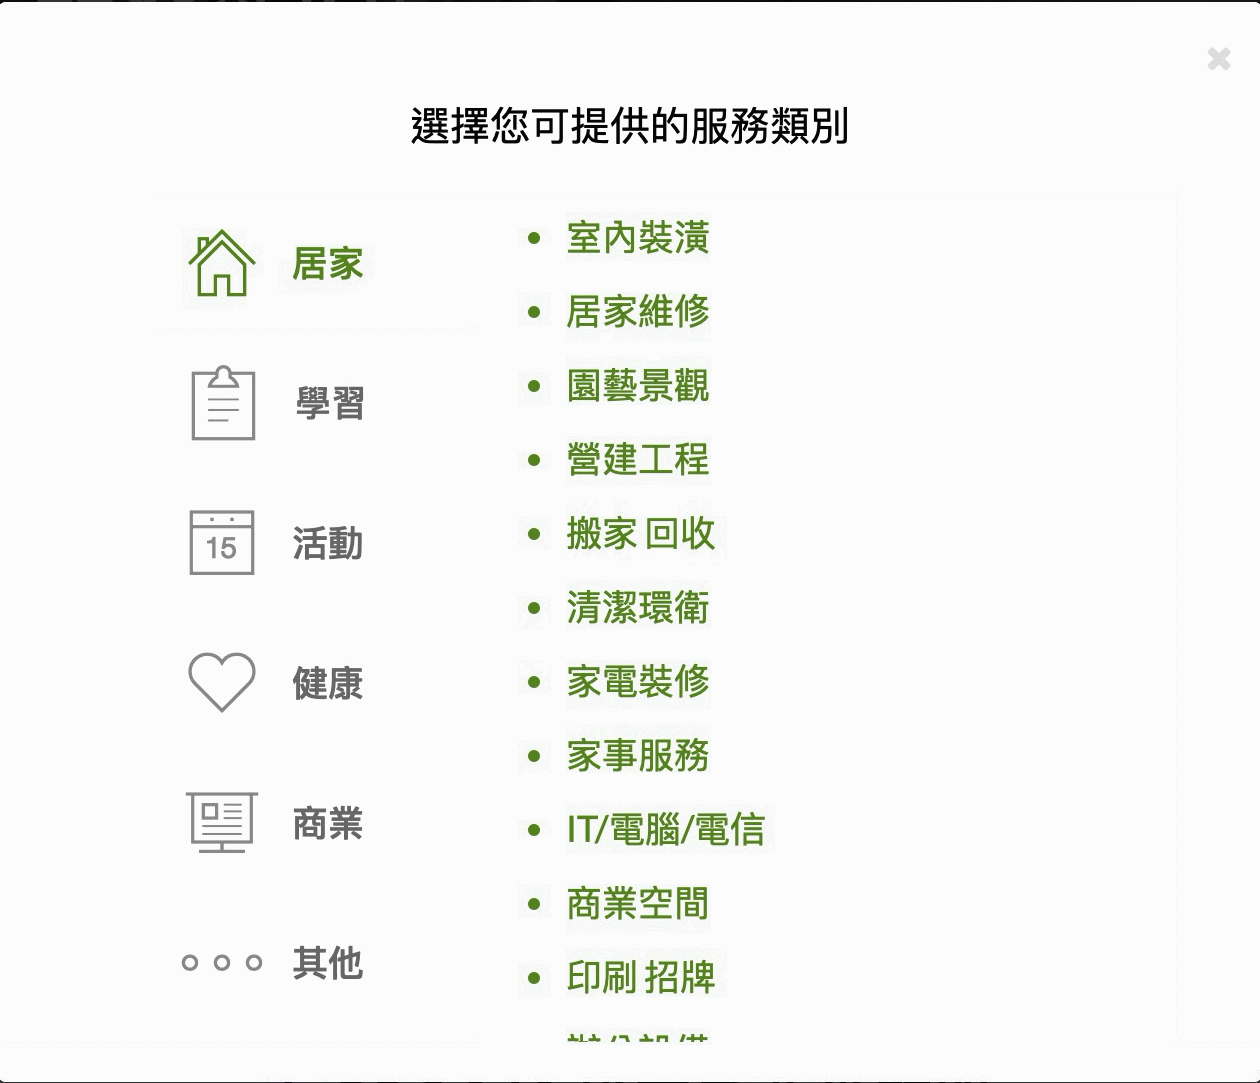 選擇您可提供的服務類別
居家
學習
15
活動
健康
商業
其他
室內裝潢
居家維修
園藝景觀
營建工程
搬家 回收
清潔環衛
家電裝修
家事服務
IT/電腦/電信
商業空間
印刷 招牌